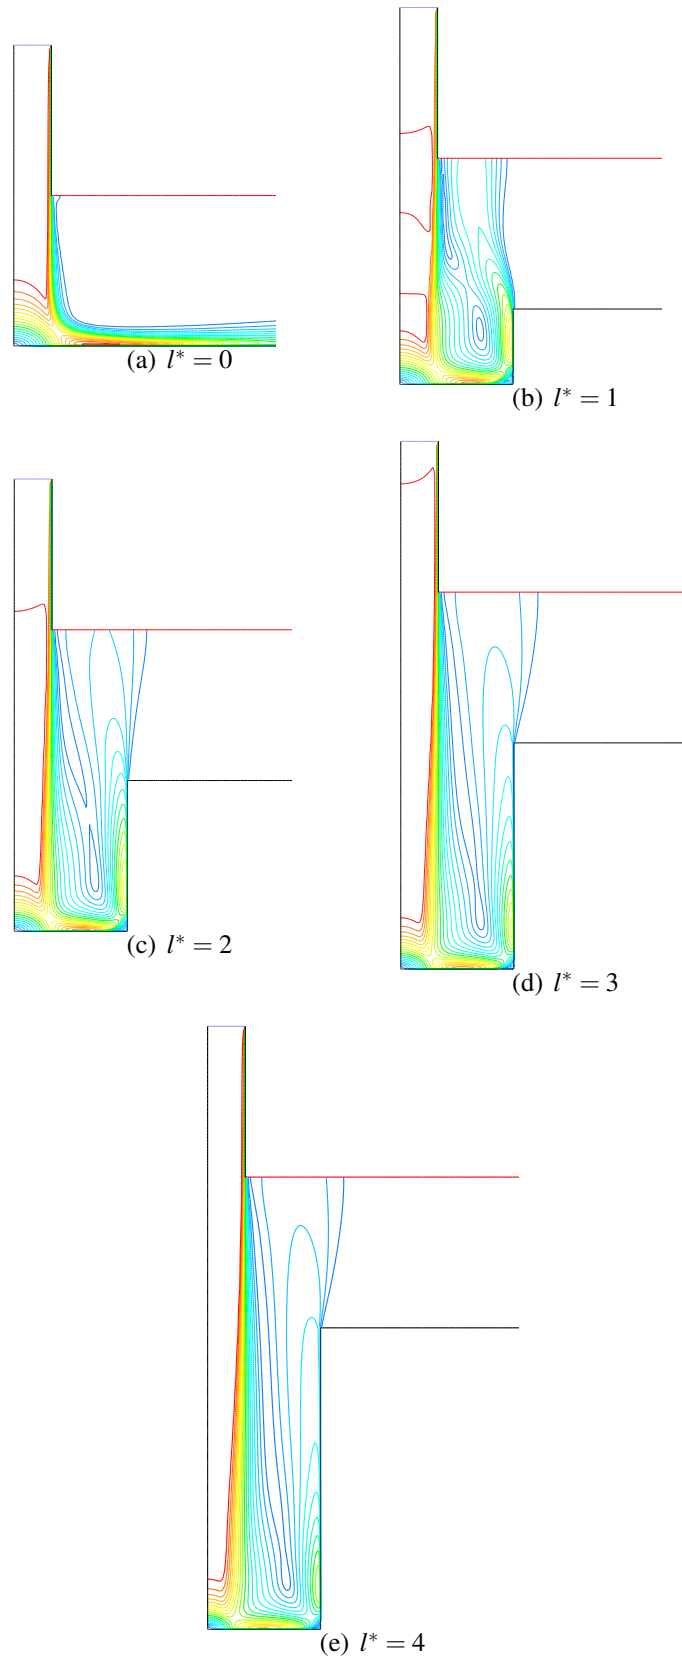 (a) l* = 0
(b) l* = 1
(c) l* = 2
(d) l* = 3
(e) l* = 4